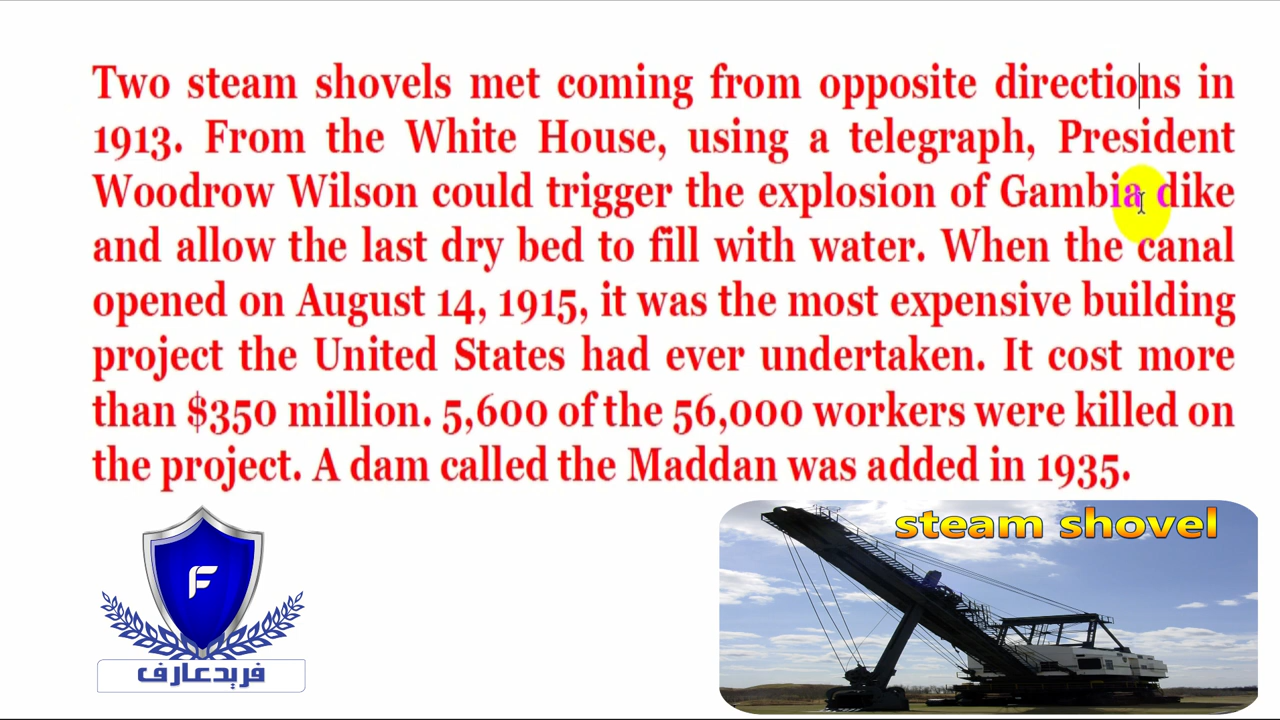 Two steam shovels met coming from opposite directions in
1913. From the White House, using a telegraph, President
Woodrow Wilson could trigger the explosion of Gambia dike
and allow the last dry bed to fill with water. When the canal
opened on August 14, 1915, it was the most expensive building
project the United States had ever undertaken. It cost more
than $350 million. 5,600 of the 56,000 workers were killed on
the project. A dam called the Maddan was added in 1935.
steam shovel
F
فریدعارف